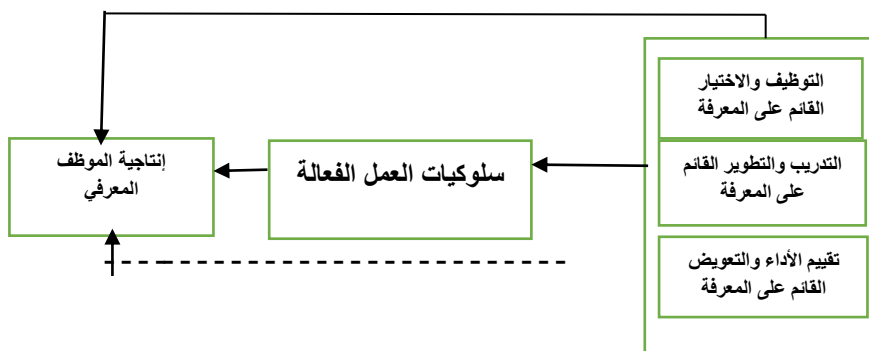 التوظيف والاختيار
القائم على المعرفة
التدريب والتطوير القائم
على المعرفة
تقييم الأداء والتعويض
القائم على المعرفة
سلوكيات العمل الفعالة
إنتاجية الموظف
المعرفي